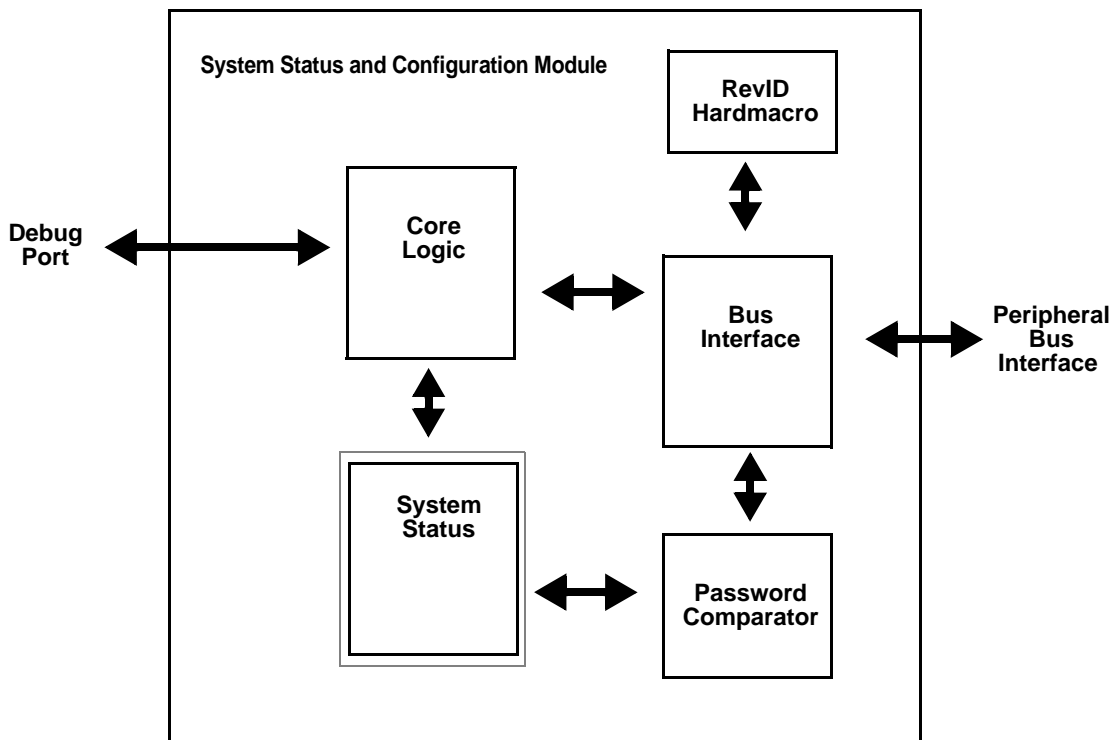 System Status and Configuration Module
RevID
Hardmacro
Debug
Port
Core
Logic
Bus
Interface
Peripheral
Bus
Interface
System
Status
Password
Comparator